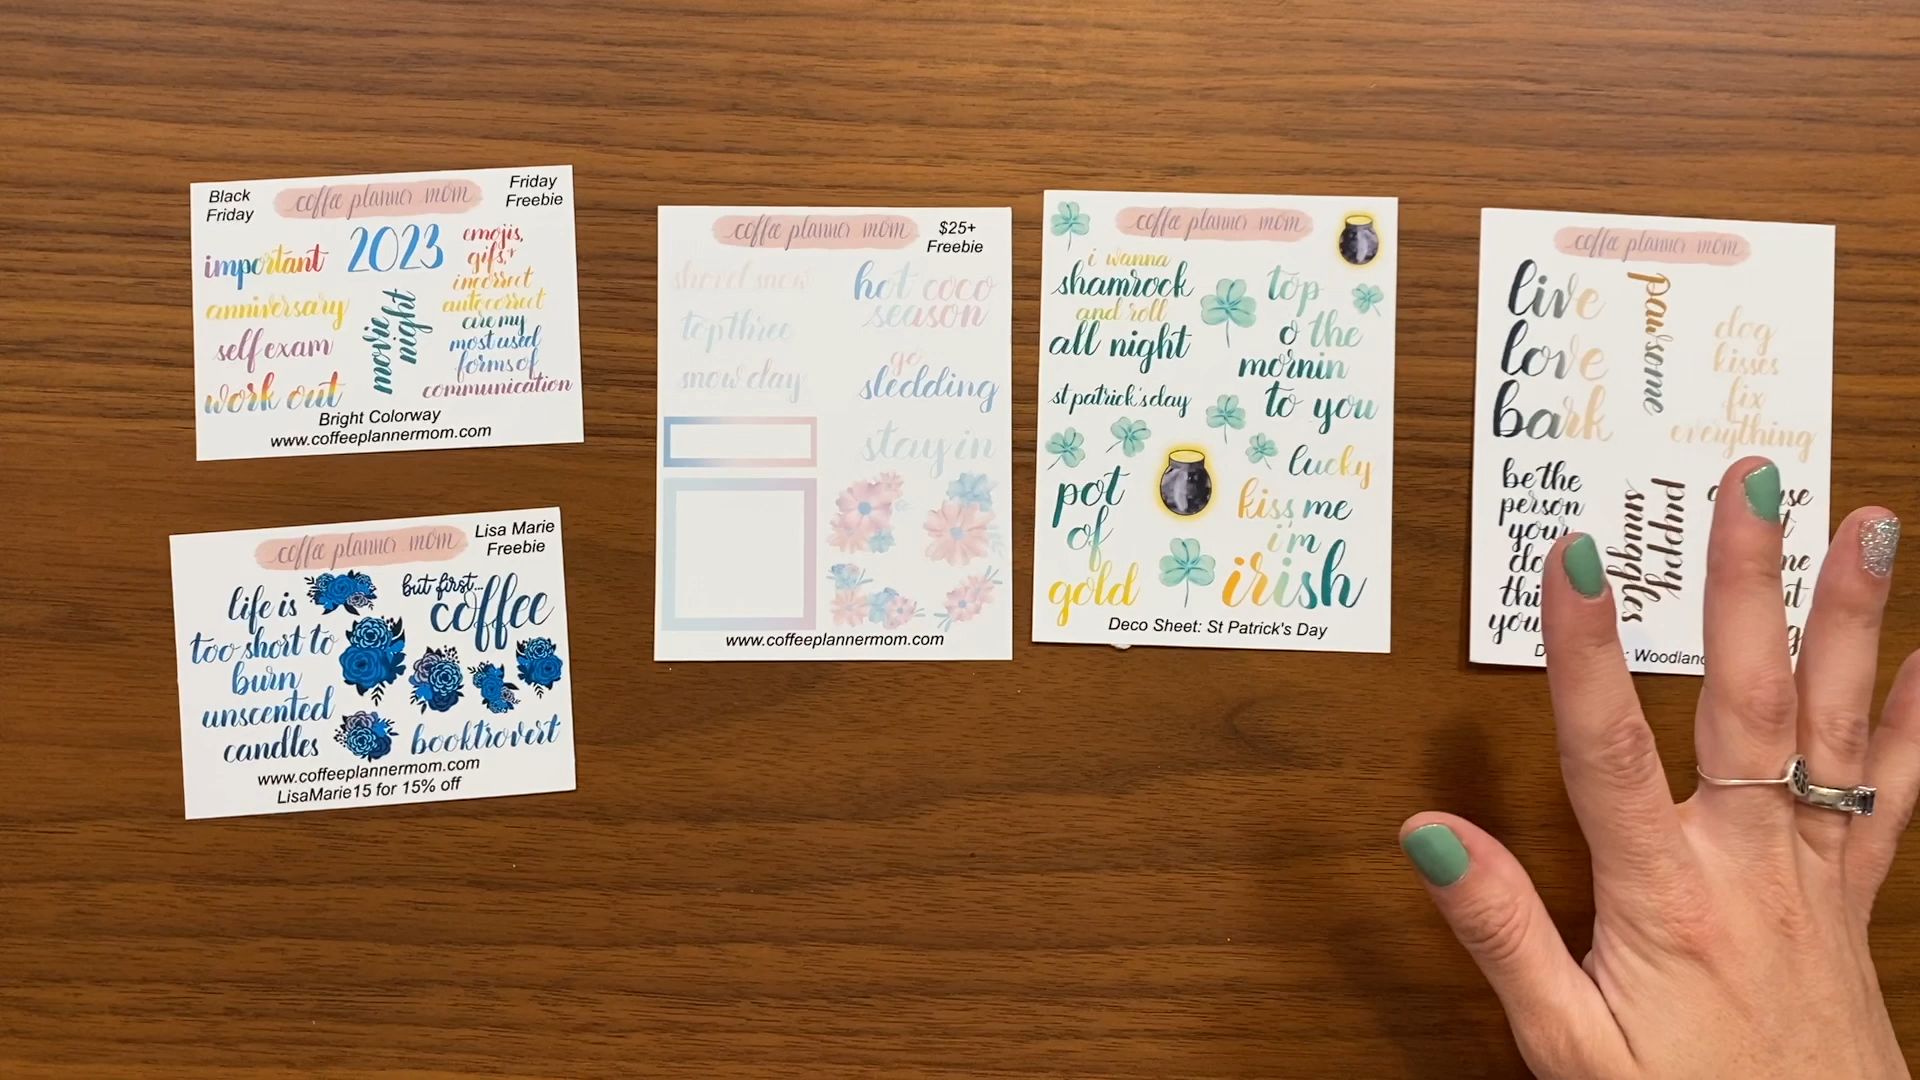 Black
Friday
coffee planner mom
Friday
Freebie
important
2023
emojis,
gifs, +
incorrect
autocorrect
are my
most used
forms of
communication
anniversary
self exam
work out
movie
night
Bright Colorway
www.coffeeplannermom.com
coffee planner mom
Lisa Marie
Freebie
life is
too short to
burn
unscented
candles
but first...
coffee
booktrovert
www.coffeeplannermom.com
LisaMarie15 for 15% off
coffee planner mom
$25+
Freebie
shovel snow
top three
snow day
hot coco
season
go
sledding
stay in
www.coffeeplannermom.com
coffee planner mom
i wanna
shamrock
and roll
all night
st patrick's day
pot
of
gold
top
o the
mornin
to you
lucky
kiss me
i'm
irish
Deco Sheet: St Patrick's Day
coffee planner mom
live
love
bark
pawsome
dog
kisses
fix
everything
be the
person
your
puppy
snuggles
Woodland